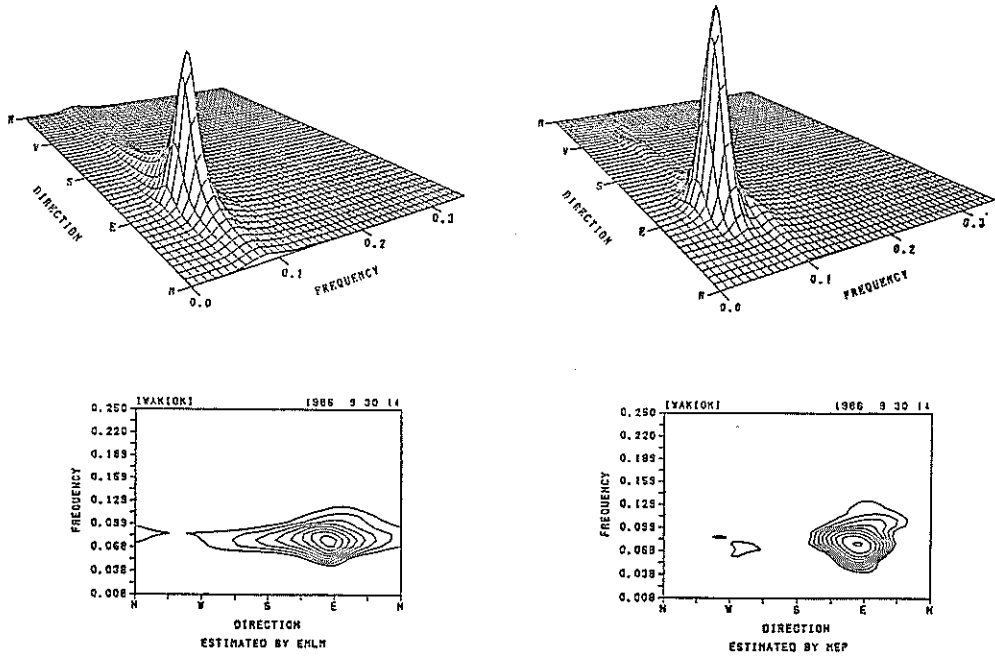 N
W
S
E
N
DIRECTION
0.0
0.1
0.2
0.3
FREQUENCY
N
W
S
E
N
DIRECTION
0.0
0.1
0.2
0.3
FREQUENCY
[WAKIOK] 1986 9 30 14
0.250
0.220
0.189
0.159
0.129
0.099
0.068
0.038
0.008
FREQUENCY
N W S E N
DIRECTION
ESTIMATED BY EMLM
[WAKIOK] 1986 9 30 14
0.250
0.220
0.189
0.159
0.129
0.099
0.068
0.038
0.008
FREQUENCY
N W S E N
DIRECTION
ESTIMATED BY MEP